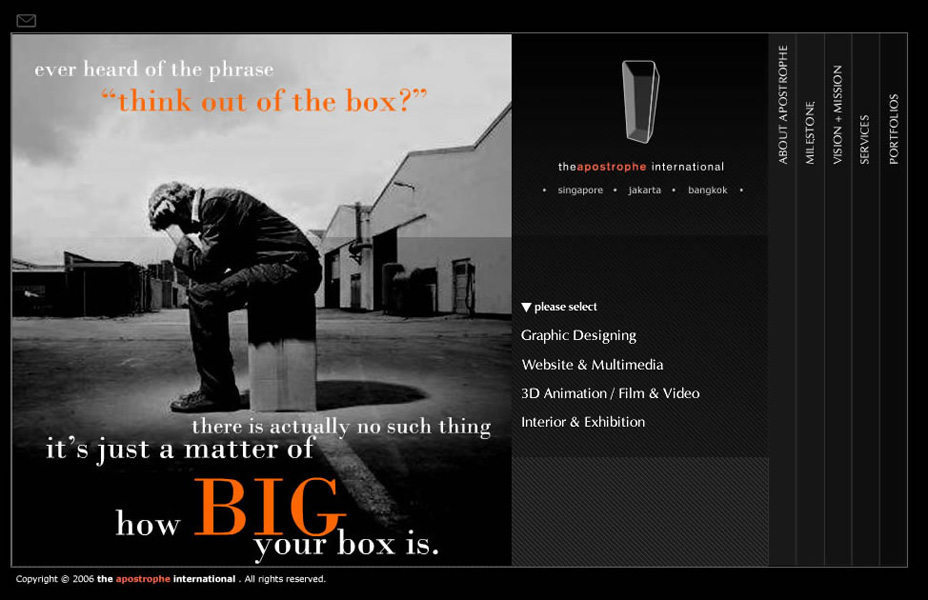 ever heard of the phrase
“think out of the box?”
there is actually no such thing
it’s just a matter of
how BIG
your box is.
theapostrophe international
• singapore • jakarta • bangkok •
▼ please select
Graphic Designing
Website & Multimedia
3D Animation / Film & Video
Interior & Exhibition
ABOUT APOSTROPHE
MILESTONE
VISION + MISSION
SERVICES
PORTFOLIOS
Copyright © 2006 the apostrophe international . All rights reserved.